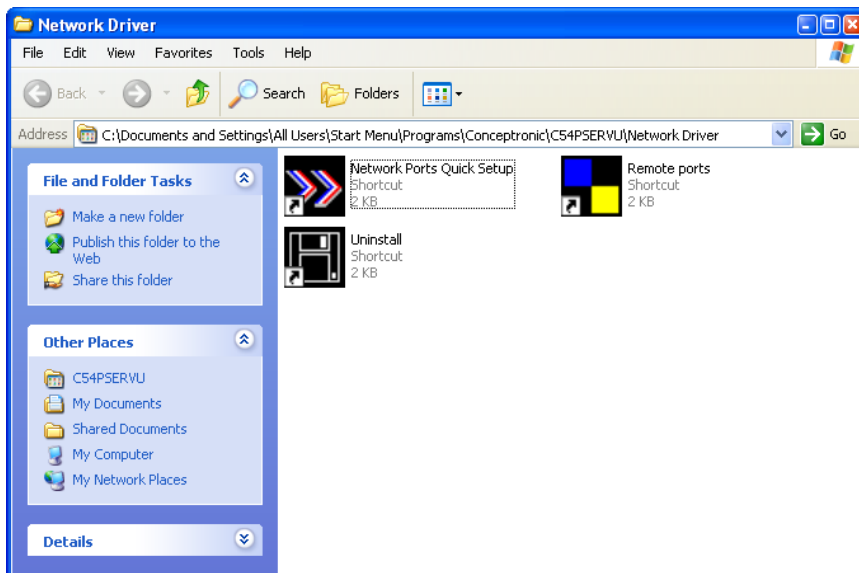 Network Driver
File Edit View Favorites Tools Help
Back Search Folders
Address C:\Documents and Settings\All Users\Start Menu\Programs\Conceptronic\C54PSERVU\Network Driver Go
File and Folder Tasks
Make a new folder
Publish this folder to the
Web
Share this folder
Other Places
C54PSERVU
My Documents
Shared Documents
My Computer
My Network Places
Details
Network Ports Quick Setup
Shortcut
2 KB
Remote ports
Shortcut
2 KB
Uninstall
Shortcut
2 KB